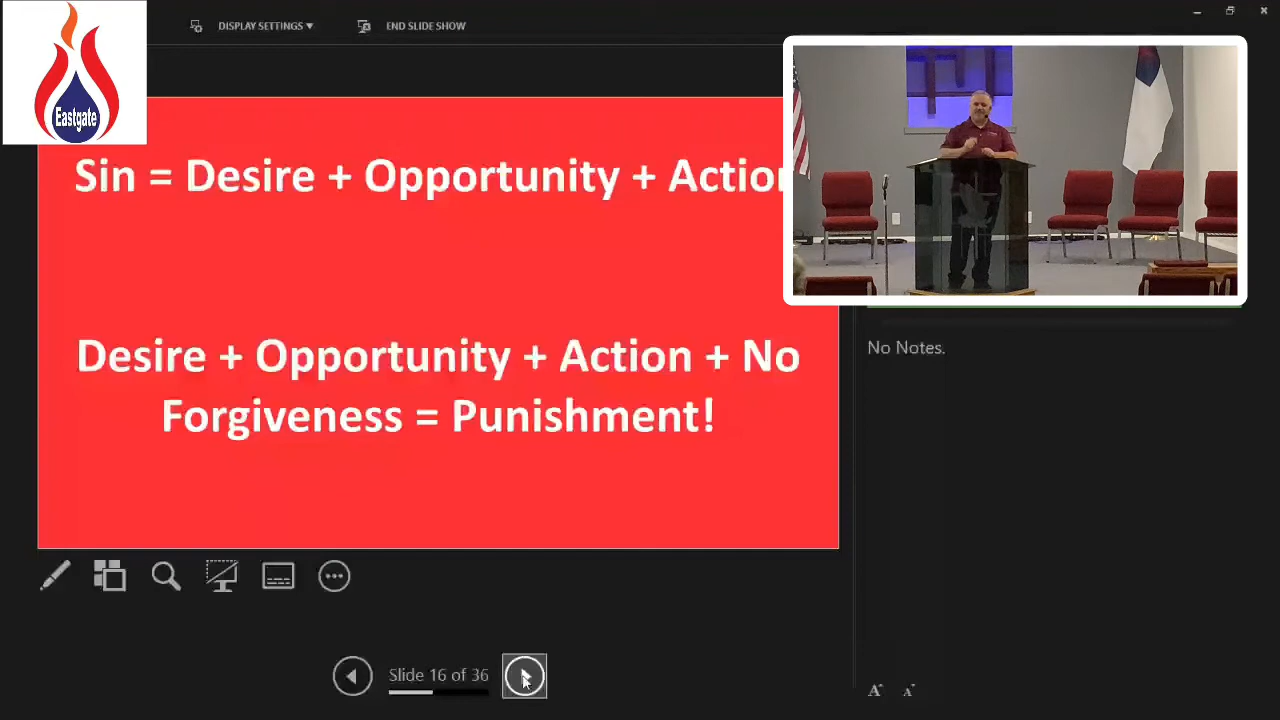 DISPLAY SETTINGS ▼
END SLIDE SHOW
Eastgate
Sin = Desire + Opportunity + Action
Desire + Opportunity + Action + No
Forgiveness = Punishment!
No Notes.
Slide 16 of 36
A A